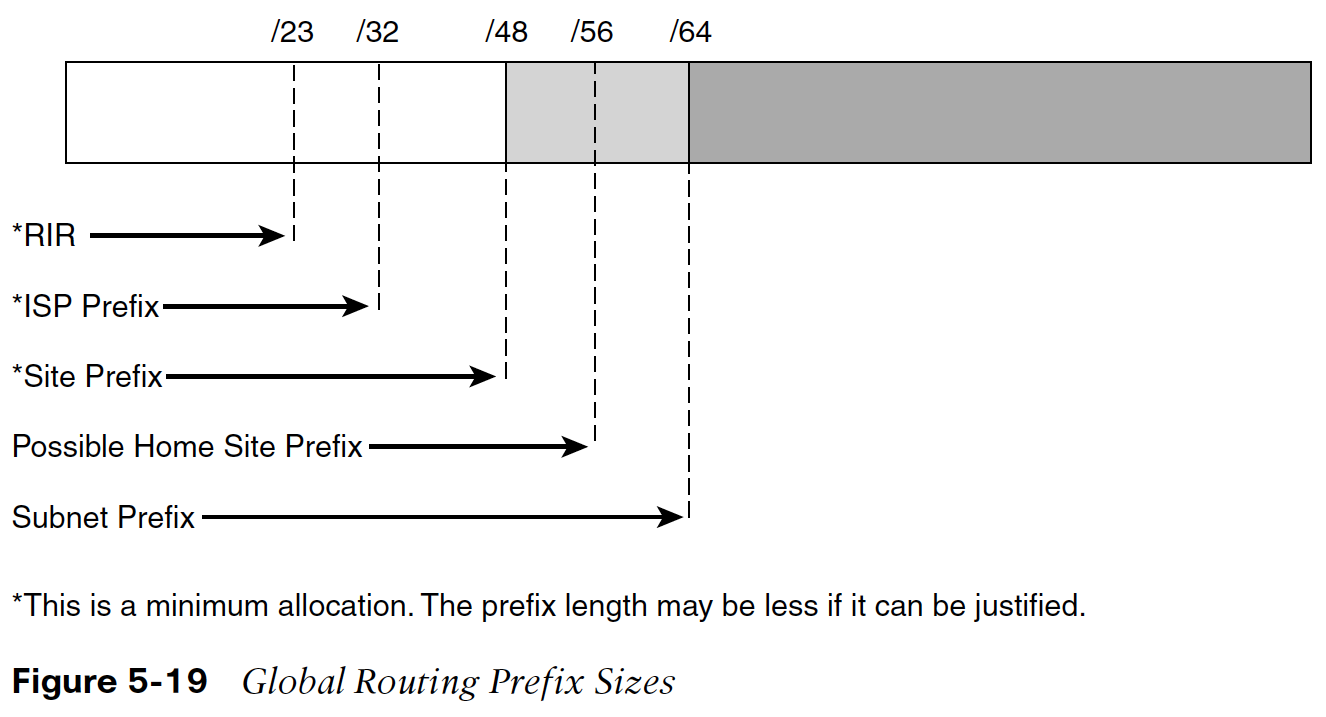 /23 /32 /48 /56 /64
*RIR
*ISP Prefix
*Site Prefix
Possible Home Site Prefix
Subnet Prefix
*This is a minimum allocation. The prefix length may be less if it can be justified.
Figure 5-19 Global Routing Prefix Sizes